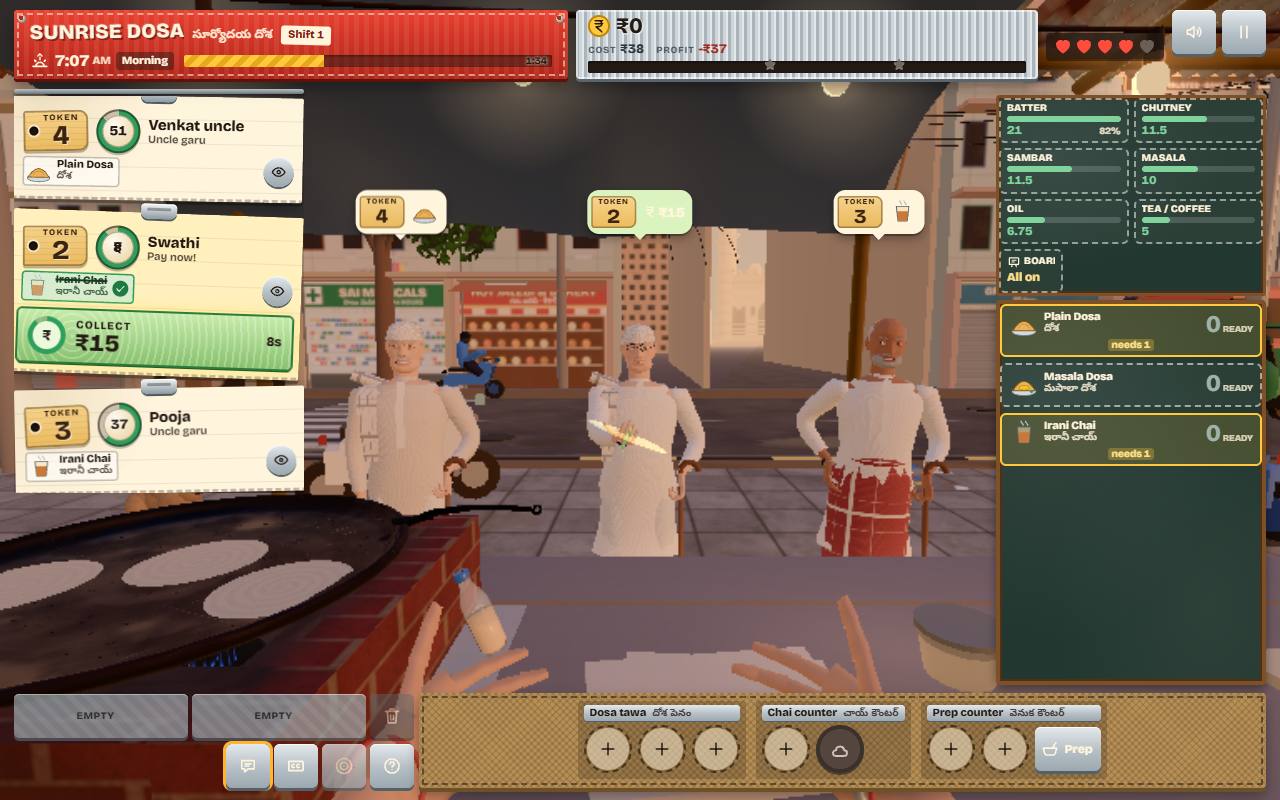 SUNRISE DOSA సూర్యోదయ దోశ Shift 1
7:07 AM Morning 1:34
₹0
COST ₹38 PROFIT -₹37
TOKEN
4
51
Venkat uncle
Uncle garu
Plain Dosa
దోశ
TOKEN
2
Swathi
Pay now!
Irani Chai
ఇరానీ చాయ్
₹
COLLECT
₹15
8s
TOKEN
3
37
Pooja
Uncle garu
Irani Chai
ఇరానీ చాయ్
TOKEN
4
TOKEN
2
₹ ₹15
TOKEN
3
BATTER
21 82%
CHUTNEY
11.5
SAMBAR
11.5
MASALA
10
OIL
6.75
TEA / COFFEE
5
All on
Plain Dosa
దోశ
0 READY
needs 1
Masala Dosa
మసాలా దోశ
0 READY
Irani Chai
ఇరానీ చాయ్
0 READY
needs 1
EMPTY
EMPTY
CC
Dosa tawa దోశ పెనం
Chai counter చాయ్ కౌంటర్
Prep counter వెనుక కౌంటర్
Prep